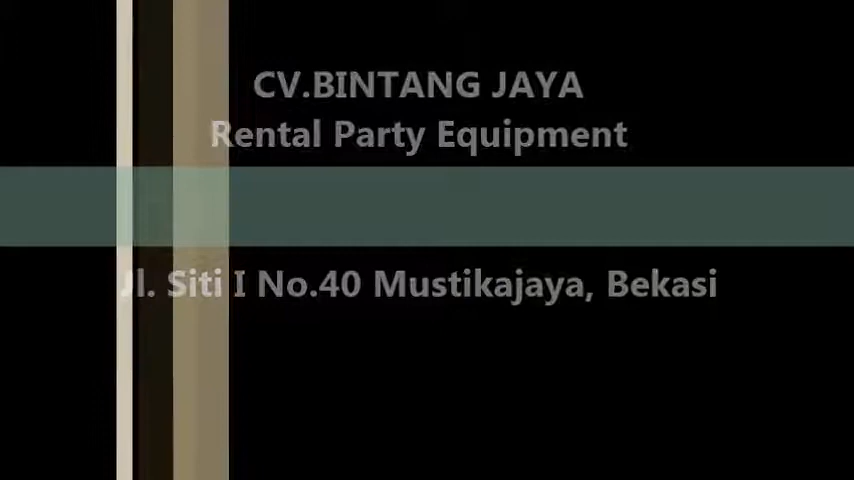 CV.BINTANG JAYA
Rental Party Equipment
Jl. Siti I No.40 Mustikajaya, Bekasi